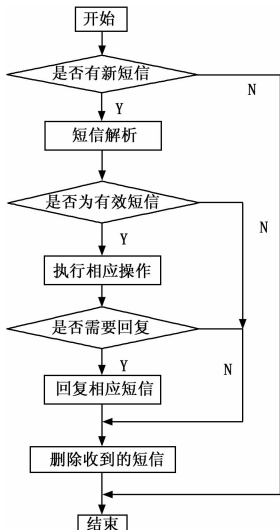 开始
是否有新短信
N
Y
短信解析
是否为有效短信
N
Y
执行相应操作
是否需要回复
Y
N
回复相应短信
删除收到的短信
结束